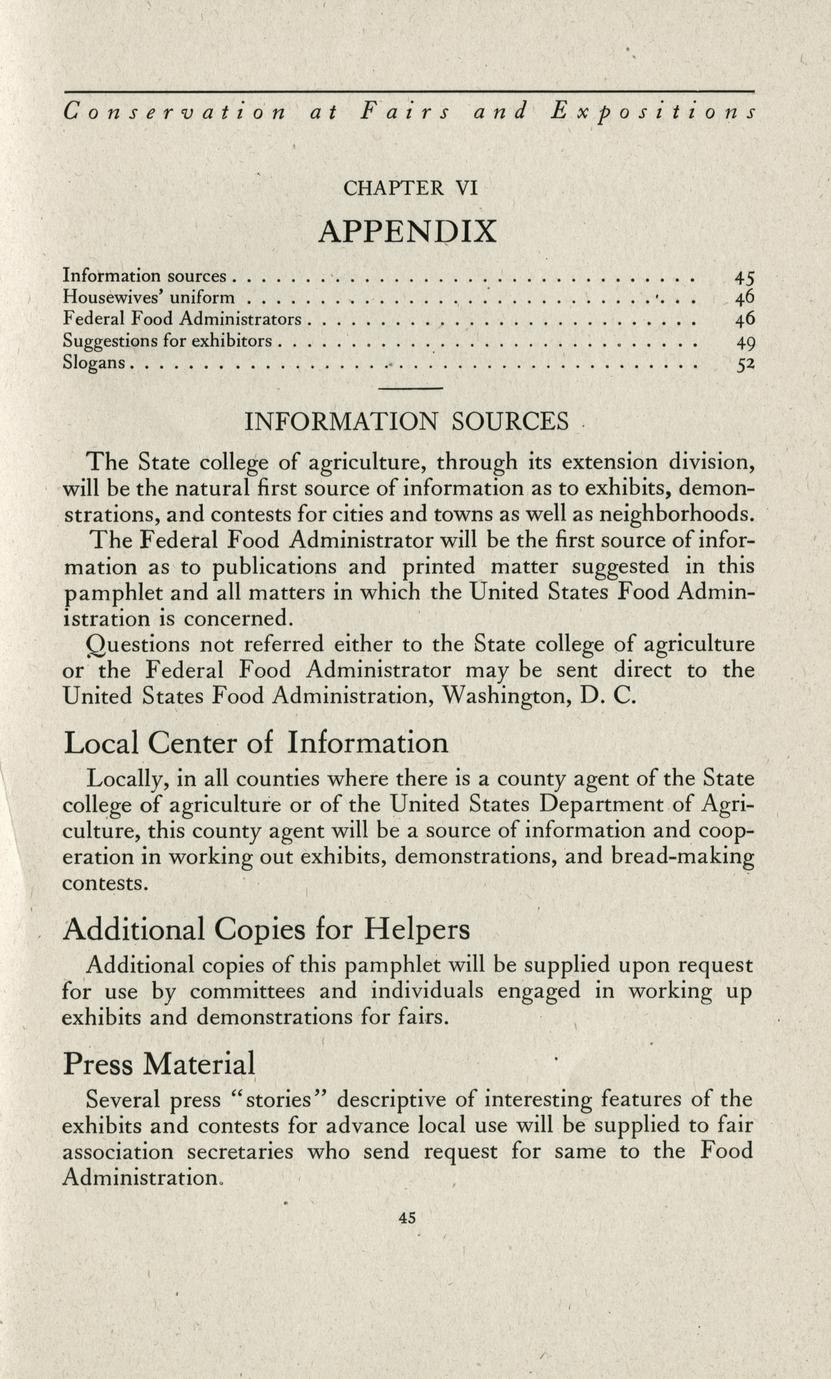 Conservation at Fairs and Expositions
CHAPTER VI
APPENDIX
Information sources . . . . . . . . . . . . . . . . . . . . . . . . . . . . . . . . 45
Housewives’ uniform . . . . . . . . . . . . . . . . . . . . . . . . . . . . . . . 46
Federal Food Administrators . . . . . . . . . . . . . . . . . . . . . . . . . . . 46
Suggestions for exhibitors . . . . . . . . . . . . . . . . . . . . . . . . . . . . . 49
Slogans . . . . . . . . . . . . . . . . . . . . . . . . . . . . . . . . . . . . . . . 52
INFORMATION SOURCES
The State college of agriculture, through its extension division,
will be the natural first source of information as to exhibits, demon-
strations, and contests for cities and towns as well as neighborhoods.
The Federal Food Administrator will be the first source of infor-
mation as to publications and printed matter suggested in this
pamphlet and all matters in which the United States Food Admin-
istration is concerned.
Questions not referred either to the State college of agriculture
or the Federal Food Administrator may be sent direct to the
United States Food Administration, Washington, D. C.
Local Center of Information
Locally, in all counties where there is a county agent of the State
college of agriculture or of the United States Department of Agri-
culture, this county agent will be a source of information and coop-
eration in working out exhibits, demonstrations, and bread-making
contests.
Additional Copies for Helpers
Additional copies of this pamphlet will be supplied upon request
for use by committees and individuals engaged in working up
exhibits and demonstrations for fairs.
Press Material
Several press “stories” descriptive of interesting features of the
exhibits and contests for advance local use will be supplied to fair
association secretaries who send request for same to the Food
Administration.
45